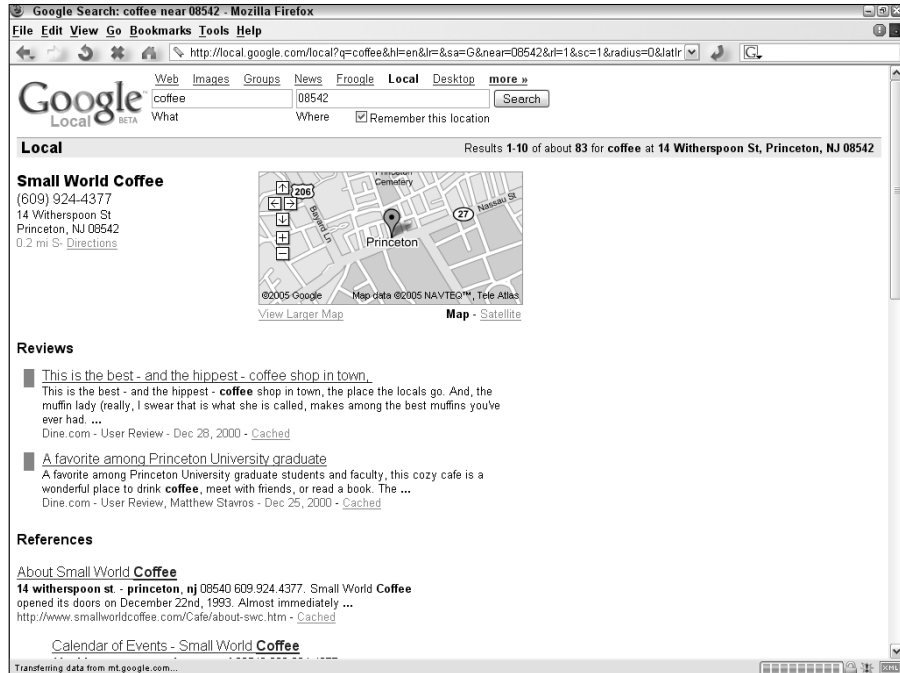 Google Search: coffee near 08542 - Mozilla Firefox
File Edit View Go Bookmarks Tools Help
http://local.google.com/local?q=coffee&hl=en&lr=&sa=G&near=08542&rl=1&sc=1&radius=0&latlr
G
Web Images Groups News Froogle Local Desktop more »
Google Local BETA
coffee 08542 Search
What Where Remember this location
Local Results 1-10 of about 83 for coffee at 14 Witherspoon St, Princeton, NJ 08542
Small World Coffee
(609) 924-4377
14 Witherspoon St
Princeton, NJ 08542
0.2 mi S- Directions
Princeton
Cemetery
206
Bayard Ln
27
Nassau St
Princeton
©2005 Google Map data ©2005 NAVTEQ™, Tele Atlas
View Larger Map Map - Satellite
Reviews
This is the best - and the hippest - coffee shop in town,
This is the best - and the hippest - coffee shop in town, the place the locals go. And, the
muffin lady (really, I swear that is what she is called, makes among the best muffins you've
ever had. ...
Dine.com - User Review - Dec 28, 2000 - Cached
A favorite among Princeton University graduate
A favorite among Princeton University graduate students and faculty, this cozy cafe is a
wonderful place to drink coffee, meet with friends, or read a book. The ...
Dine.com - User Review, Matthew Stavros - Dec 25, 2000 - Cached
References
About Small World Coffee
14 witherspoon st. - princeton, nj 08540 609.924.4377. Small World Coffee
opened its doors on December 22nd, 1993. Almost immediately ...
http://www.smallworldcoffee.com/Cafe/about-swc.htm - Cached
Calendar of Events - Small World Coffee
Transferring data from mt.google.com...
XML